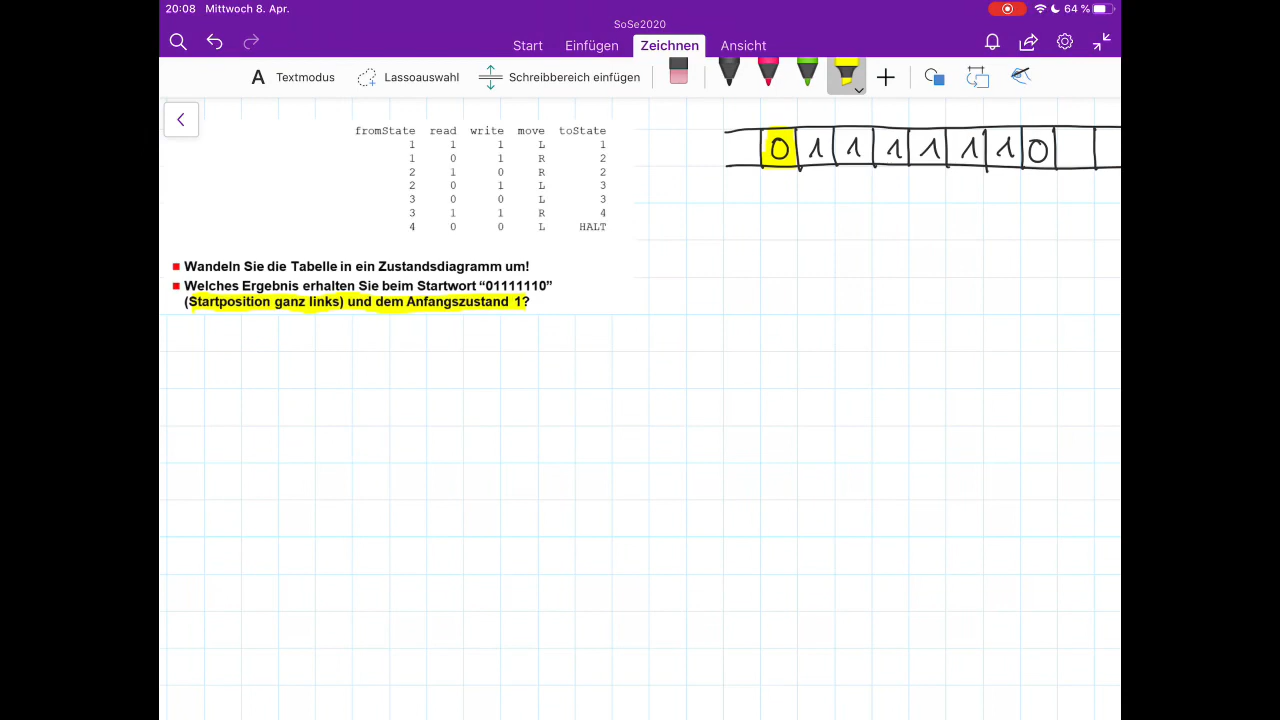 20:08 Mittwoch 8. Apr.
64 %
SoSe2020
Start Einfügen Zeichnen Ansicht
A Textmodus Lassoauswahl Schreibbereich einfügen
fromState read write move toState
1 1 1 L 1
1 0 1 R 2
2 1 0 R 2
2 0 1 L 3
3 0 0 L 3
3 1 1 R 4
4 0 0 L HALT
0 1 1 1 1 1 1 0
Wandeln Sie die Tabelle in ein Zustandsdiagramm um!
Welches Ergebnis erhalten Sie beim Startwort “01111110”
(Startposition ganz links) und dem Anfangszustand 1?